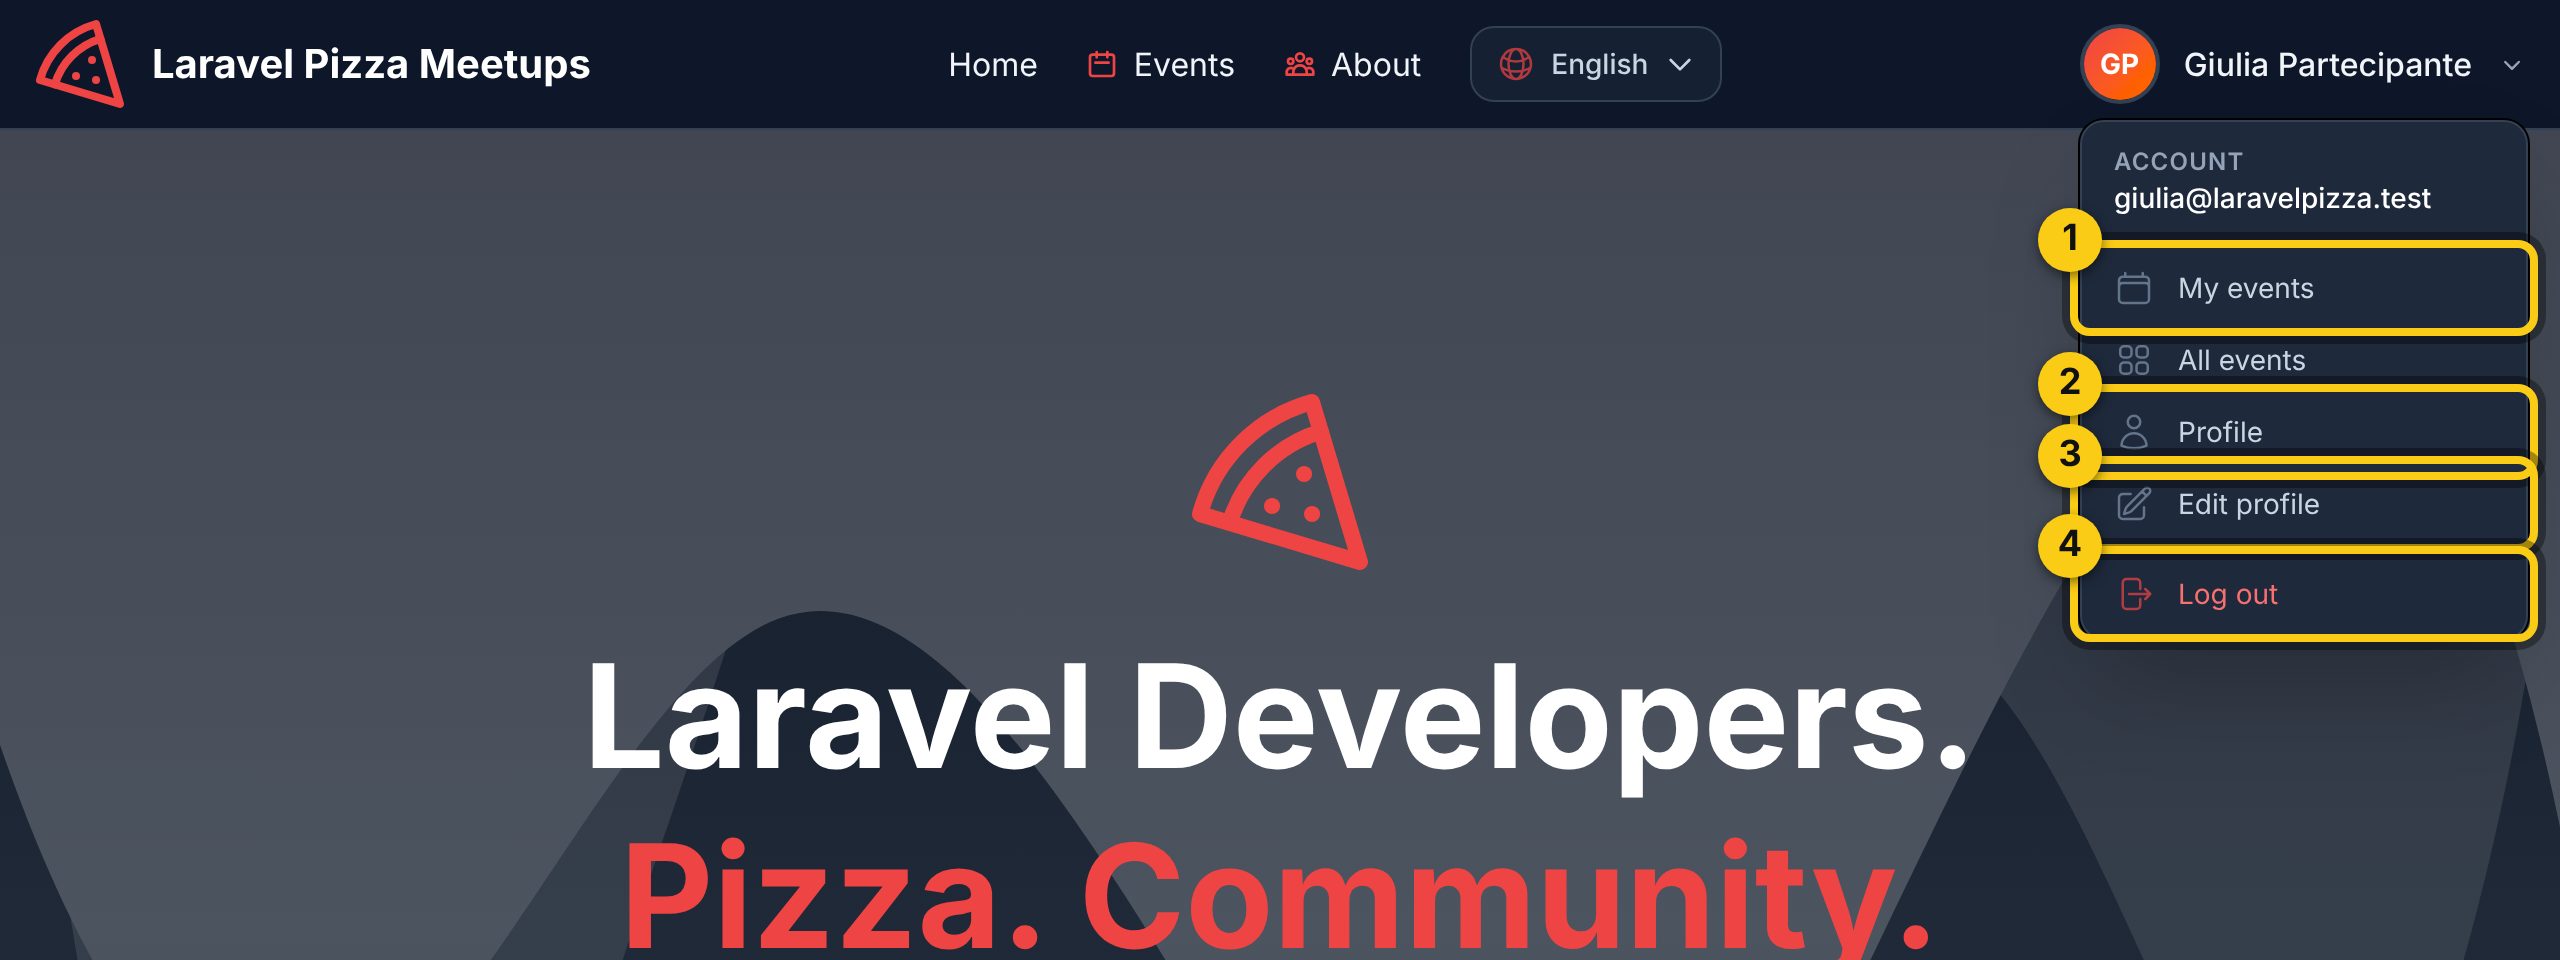 Laravel Pizza Meetups
Home
Events
About
English
GP
Giulia Partecipante
ACCOUNT
giulia@laravelpizza.test
1
My events
All events
2
Profile
3
Edit profile
4
Log out
Laravel Developers.
Pizza. Community.